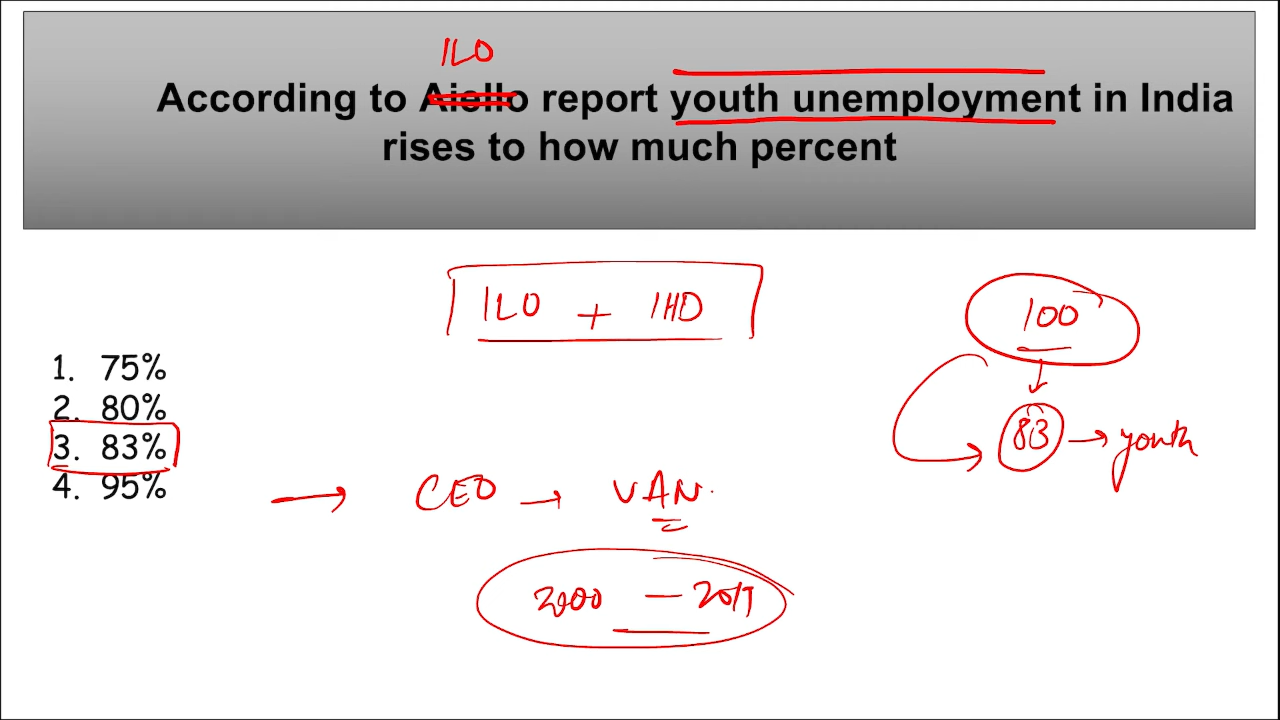 ILO
According to Aiello report youth unemployment in India
rises to how much percent
ILO + IHD
100
1. 75%
2. 80%
3. 83%
4. 95%
83 → youth
→ CEO → VAN
2000 — 2019